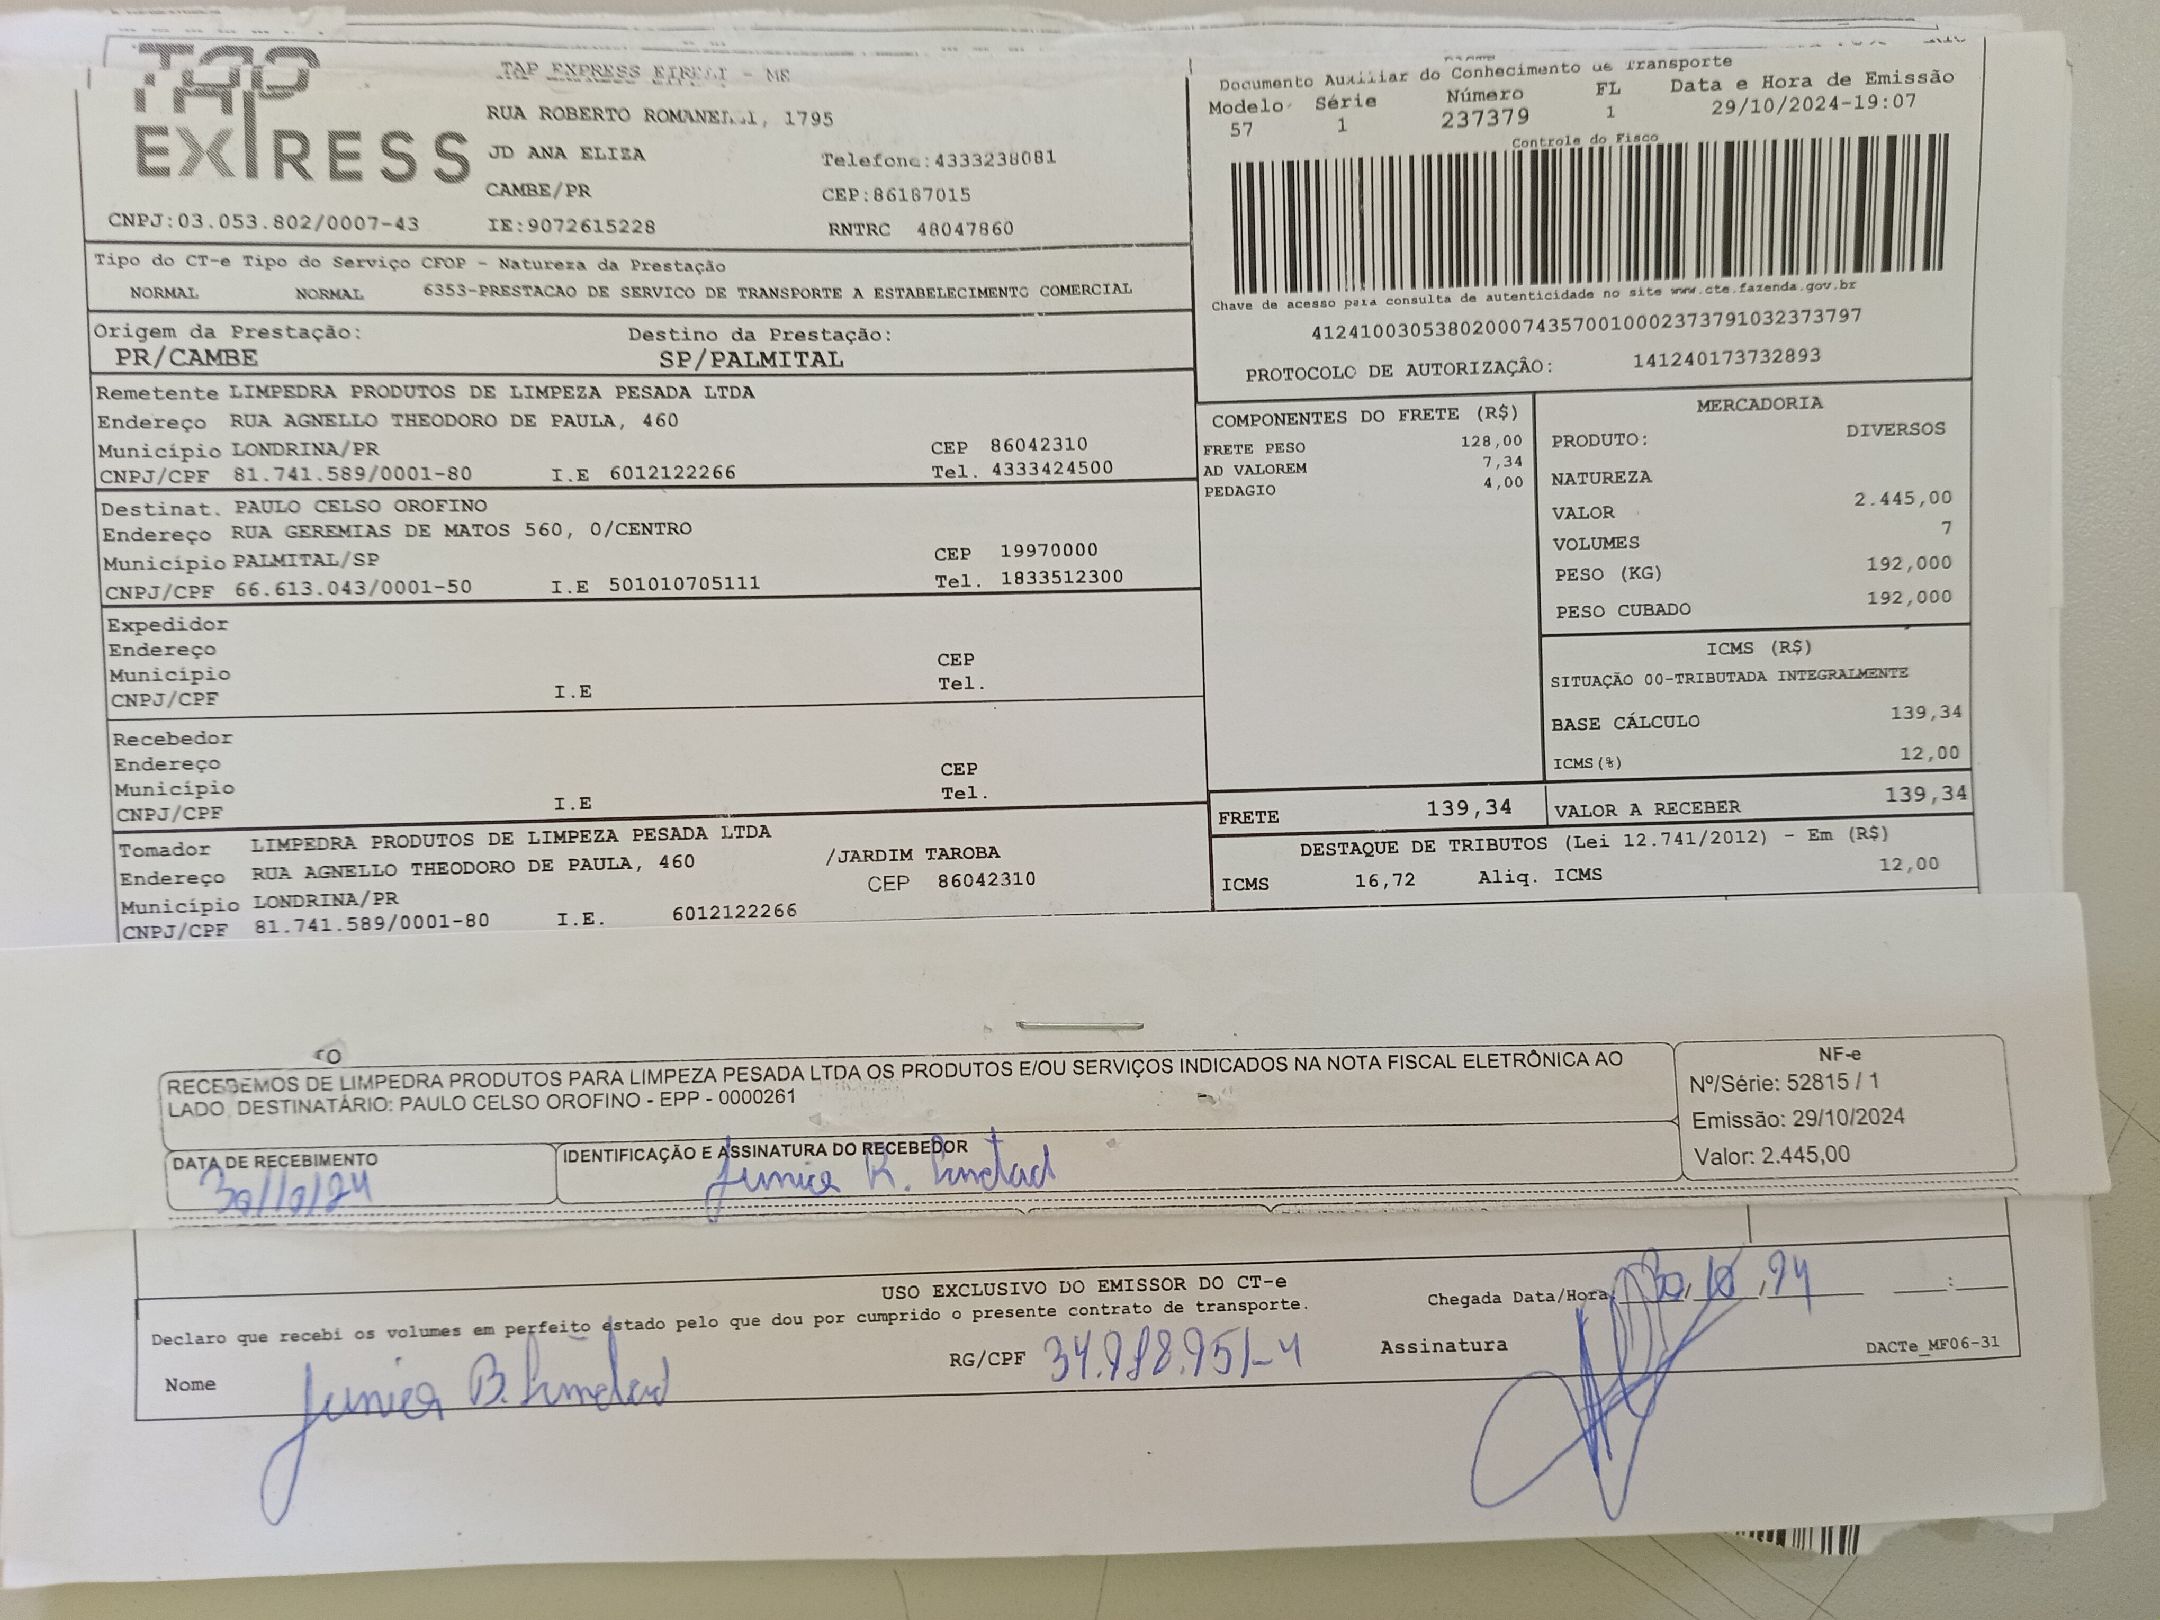 TAP
EXPRESS
TAP EXPRESS EIRELI - ME
RUA ROBERTO ROMANELLI, 1795
JD ANA ELIZA
Telefone:4333238081
CAMBE/PR
CEP:86187015
CNPJ:03.053.802/0007-43
IE:9072615228
RNTRC 48047860
Documento Auxiliar do Conhecimento de Transporte
Modelo Série Número FL Data e Hora de Emissão
57 1 237379 1 29/10/2024-19:07
Controle do Fisco
Chave de acesso para consulta de autenticidade no site www.cte.fazenda.gov.br
41241003053802000743570010002373791032373797
PROTOCOLO DE AUTORIZAÇÃO: 141240173732893
Tipo do CT-e Tipo do Serviço CFOP - Natureza da Prestação
NORMAL NORMAL 6353-PRESTACAO DE SERVICO DE TRANSPORTE A ESTABELECIMENTO COMERCIAL
Origem da Prestação: Destino da Prestação:
PR/CAMBE SP/PALMITAL
Remetente LIMPEDRA PRODUTOS DE LIMPEZA PESADA LTDA
Endereço RUA AGNELLO THEODORO DE PAULA, 460
Município LONDRINA/PR CEP 86042310
CNPJ/CPF 81.741.589/0001-80 I.E 6012122266 Tel. 4333424500
Destinat. PAULO CELSO OROFINO
Endereço RUA GEREMIAS DE MATOS 560, 0/CENTRO
Município PALMITAL/SP CEP 19970000
CNPJ/CPF 66.613.043/0001-50 I.E 501010705111 Tel. 1833512300
Expedidor
Endereço
Município CEP
CNPJ/CPF I.E Tel.
Recebedor
Endereço
Município CEP
CNPJ/CPF I.E Tel.
Tomador LIMPEDRA PRODUTOS DE LIMPEZA PESADA LTDA
Endereço RUA AGNELLO THEODORO DE PAULA, 460 /JARDIM TAROBA
Município LONDRINA/PR CEP 86042310
CNPJ/CPF 81.741.589/0001-80 I.E. 6012122266
COMPONENTES DO FRETE (R$)
FRETE PESO 128,00
AD VALOREM 7,34
PEDAGIO 4,00
MERCADORIA
PRODUTO: DIVERSOS
NATUREZA
VALOR 2.445,00
VOLUMES 7
PESO (KG) 192,000
PESO CUBADO 192,000
ICMS (R$)
SITUAÇÃO 00-TRIBUTADA INTEGRALMENTE
BASE CÁLCULO 139,34
ICMS(%) 12,00
FRETE 139,34 VALOR A RECEBER 139,34
DESTAQUE DE TRIBUTOS (Lei 12.741/2012) - Em (R$)
ICMS 16,72 Aliq. ICMS 12,00
TO
RECEBEMOS DE LIMPEDRA PRODUTOS PARA LIMPEZA PESADA LTDA OS PRODUTOS E/OU SERVIÇOS INDICADOS NA NOTA FISCAL ELETRÔNICA AO
LADO. DESTINATÁRIO: PAULO CELSO OROFINO - EPP - 0000261
NF-e
Nº/Série: 52815 / 1
Emissão: 29/10/2024
Valor: 2.445,00
DATA DE RECEBIMENTO
30/10/24
IDENTIFICAÇÃO E ASSINATURA DO RECEBEDOR
USO EXCLUSIVO DO EMISSOR DO CT-e
Declaro que recebi os volumes em perfeito estado pelo que dou por cumprido o presente contrato de transporte.
Chegada Data/Hora 30, 10, 24 :
Nome
RG/CPF
Assinatura
DACTe_MF06-31